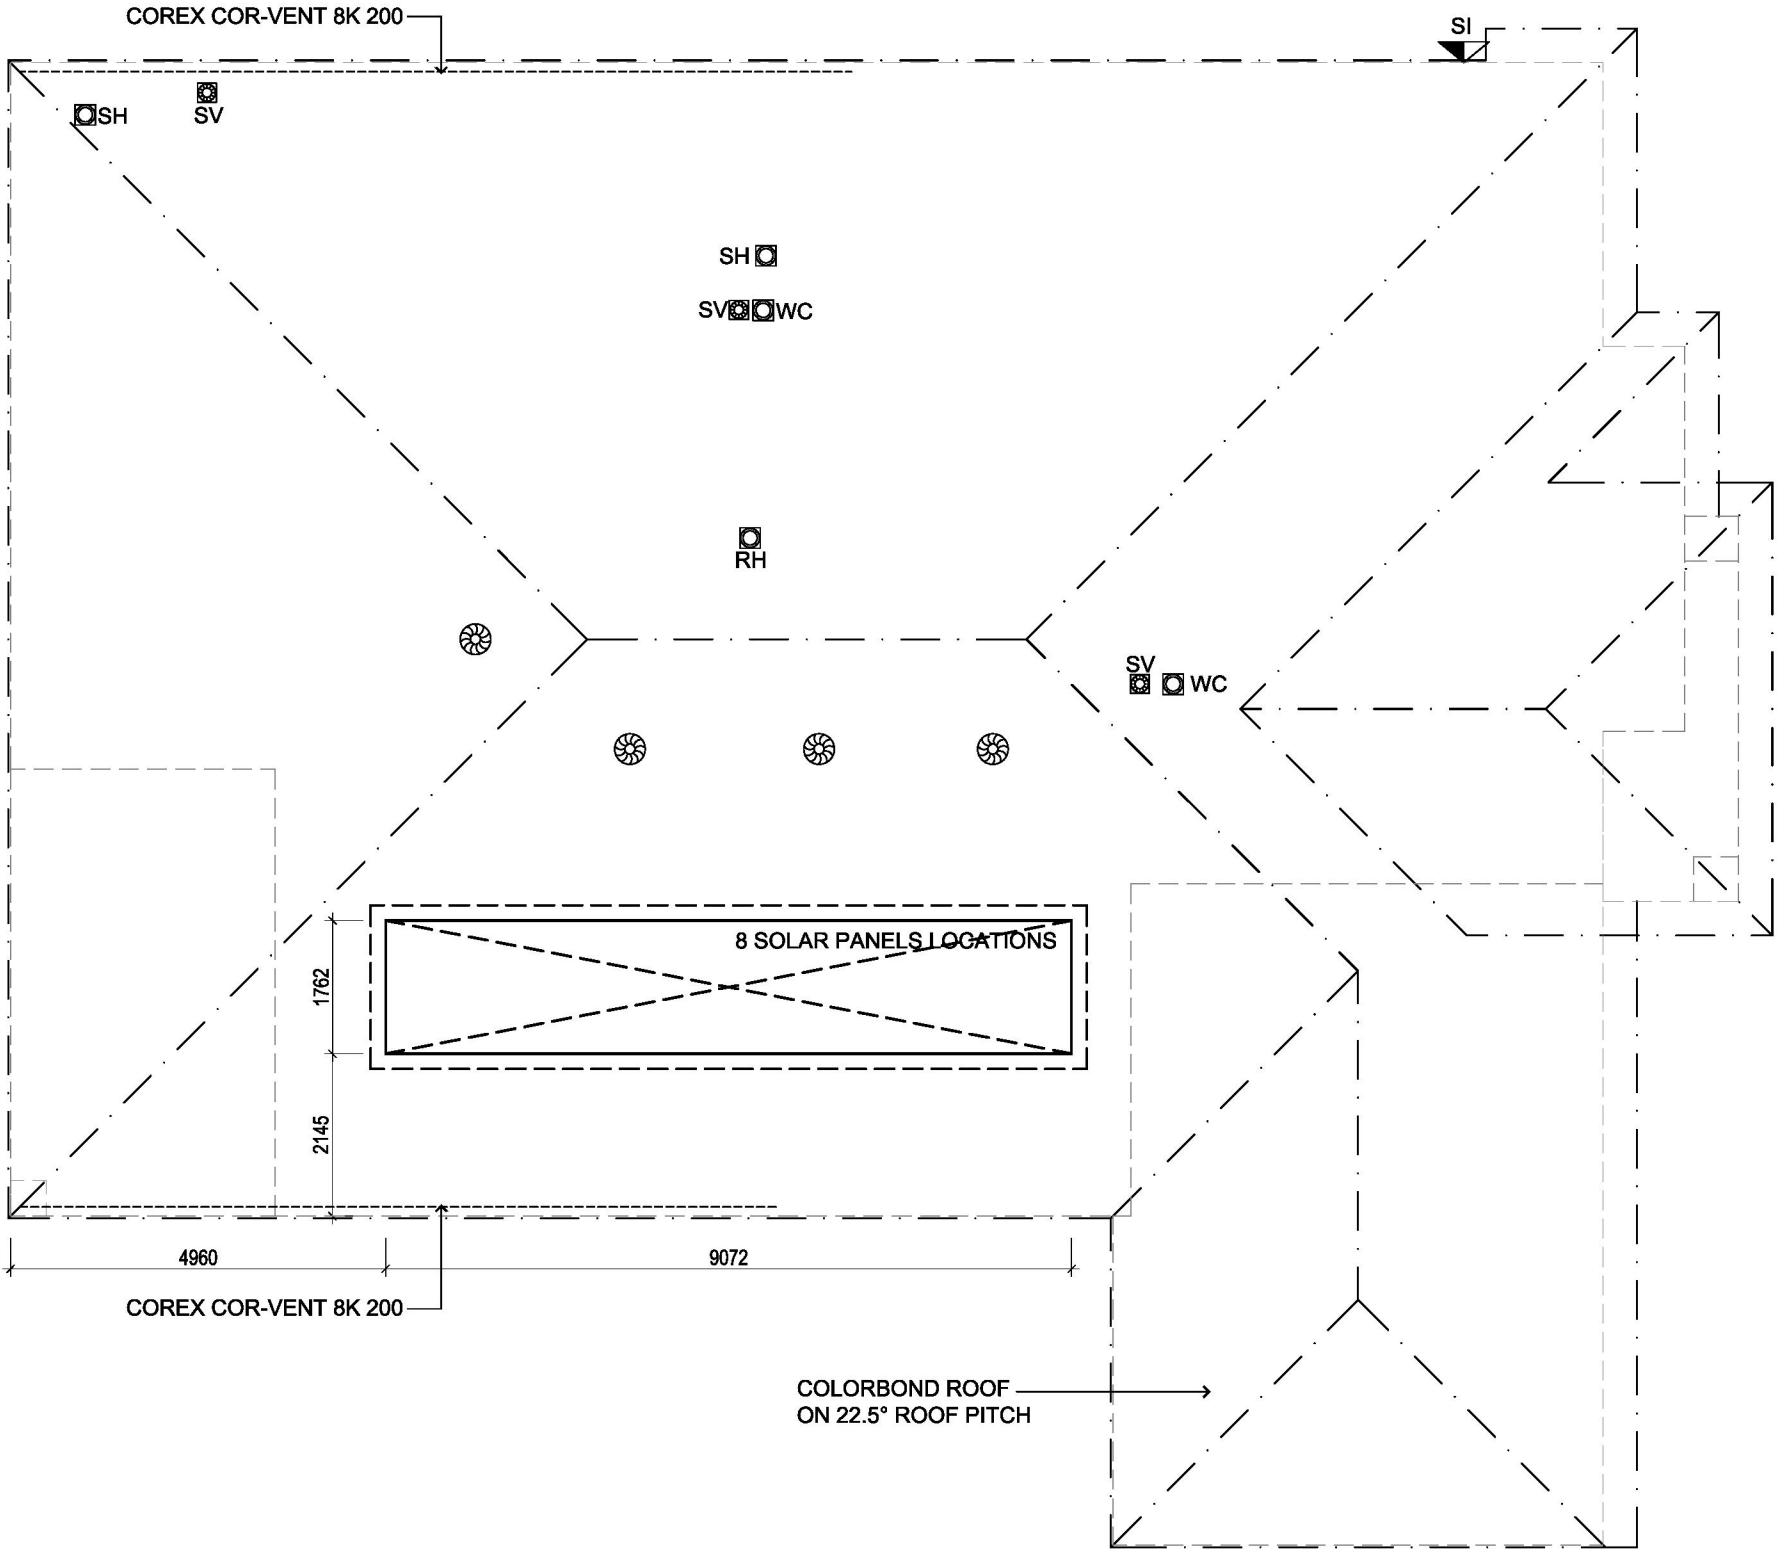 COREX COR-VENT 8K 200
SI
SH
SV
SH
SV
WC
RH
SV
WC
8 SOLAR PANELS LOCATIONS
1762
2145
4960
9072
COREX COR-VENT 8K 200
COLORBOND ROOF
ON 22.5° ROOF PITCH